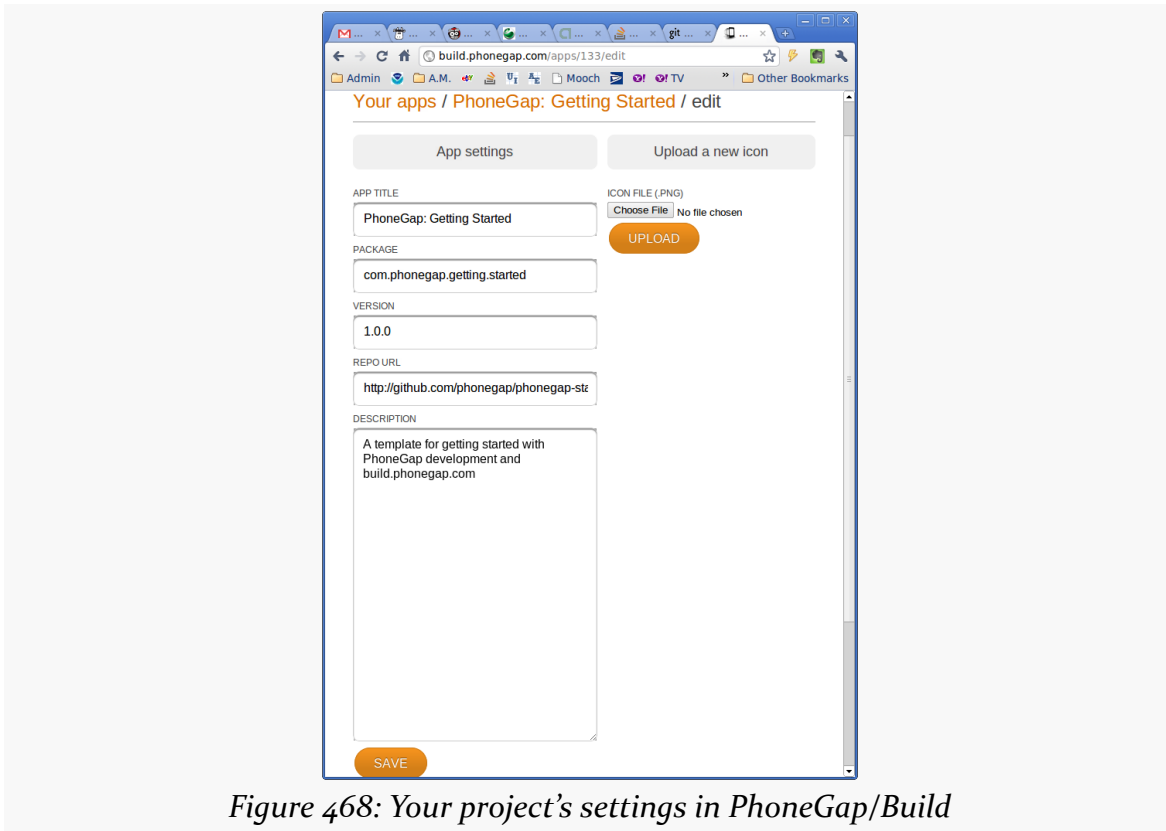 M ... ... ... ... ... ... git ... ...
build.phonegap.com/apps/133/edit
Admin A.M. Mooch TV » Other Bookmarks
Your apps / PhoneGap: Getting Started / edit
App settings Upload a new icon
APP TITLE ICON FILE (.PNG)
PhoneGap: Getting Started Choose File No file chosen
UPLOAD
PACKAGE
com.phonegap.getting.started
VERSION
1.0.0
REPO URL
http://github.com/phonegap/phonegap-sta
DESCRIPTION
A template for getting started with
PhoneGap development and
build.phonegap.com
SAVE
Figure 468: Your project's settings in PhoneGap/Build